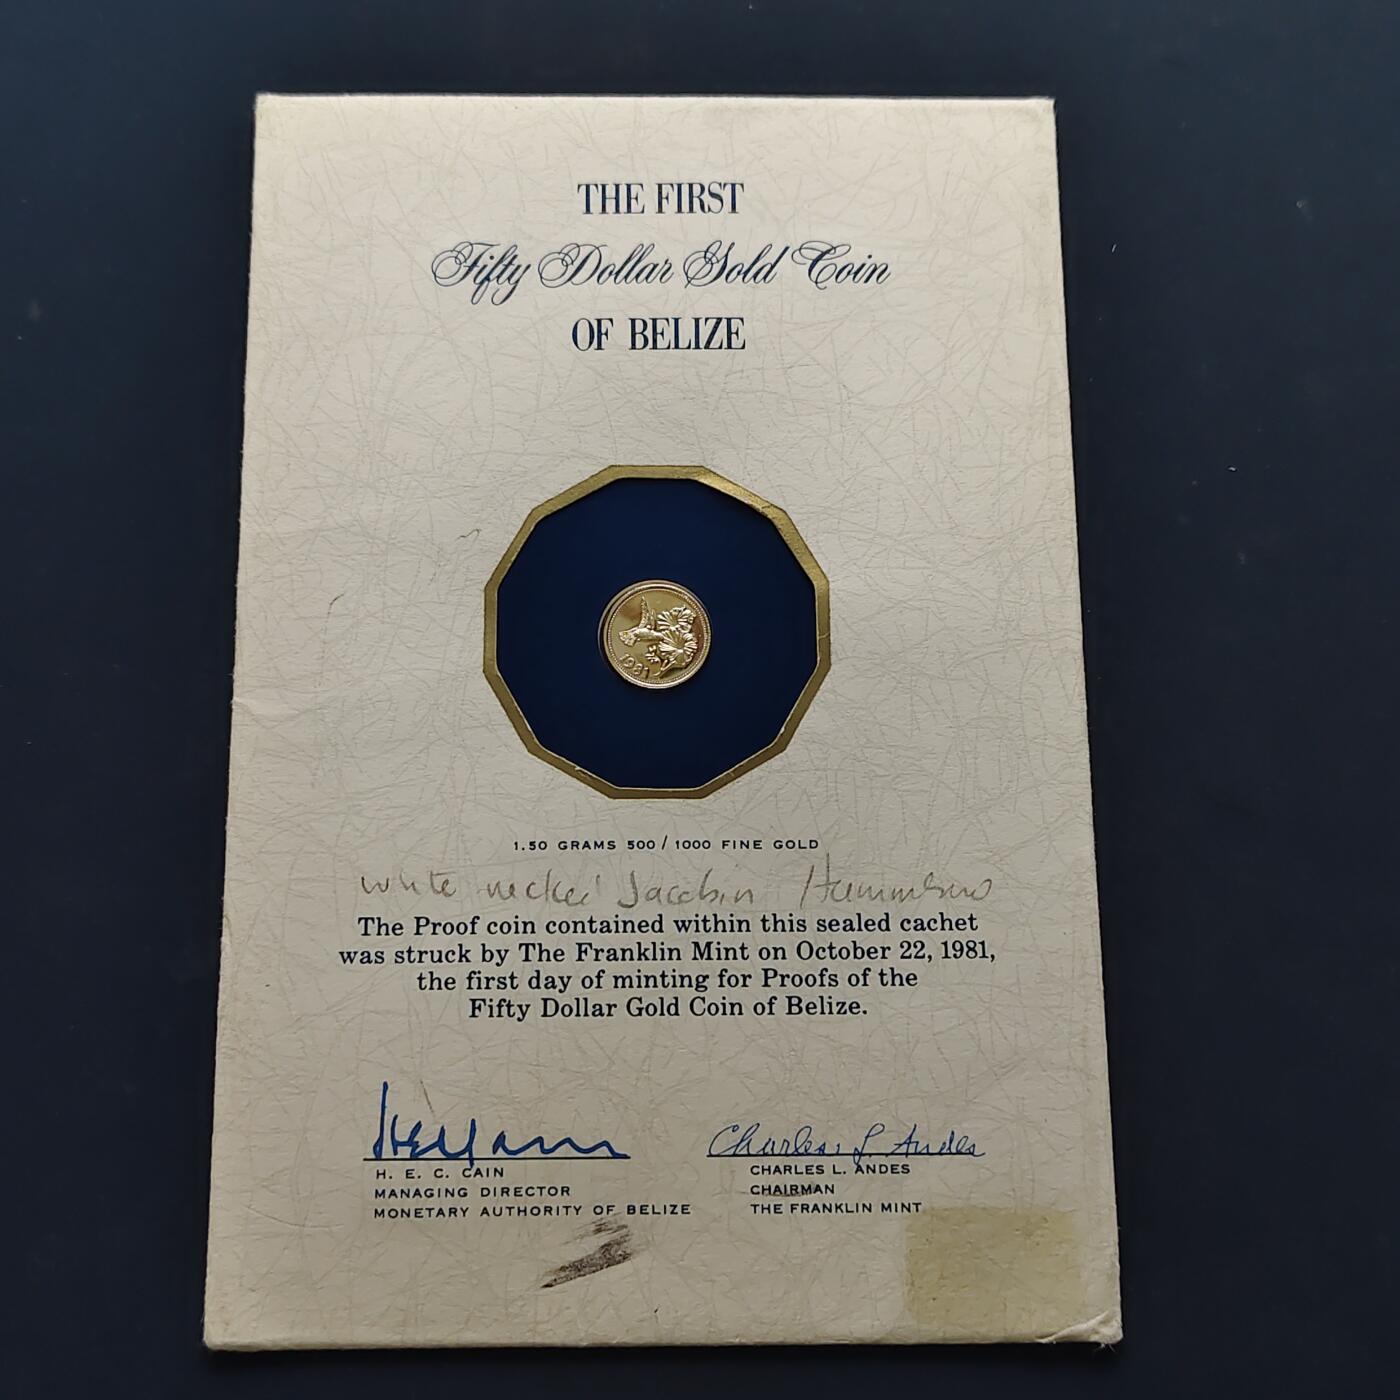 THE FIRST
Fifty Dollar Gold Coin
OF BELIZE
1981
1.50 GRAMS 500/1000 FINE GOLD
white necked Jacobin
The Proof coin contained within this sealed cachet
was struck by The Franklin Mint on October 22, 1981,
the first day of minting for Proofs of the
Fifty Dollar Gold Coin of Belize.
Charles L. Andes
H. E. C. CAIN
MANAGING DIRECTOR
MONETARY AUTHORITY OF BELIZE
CHARLES L. ANDES
CHAIRMAN
THE FRANKLIN MINT